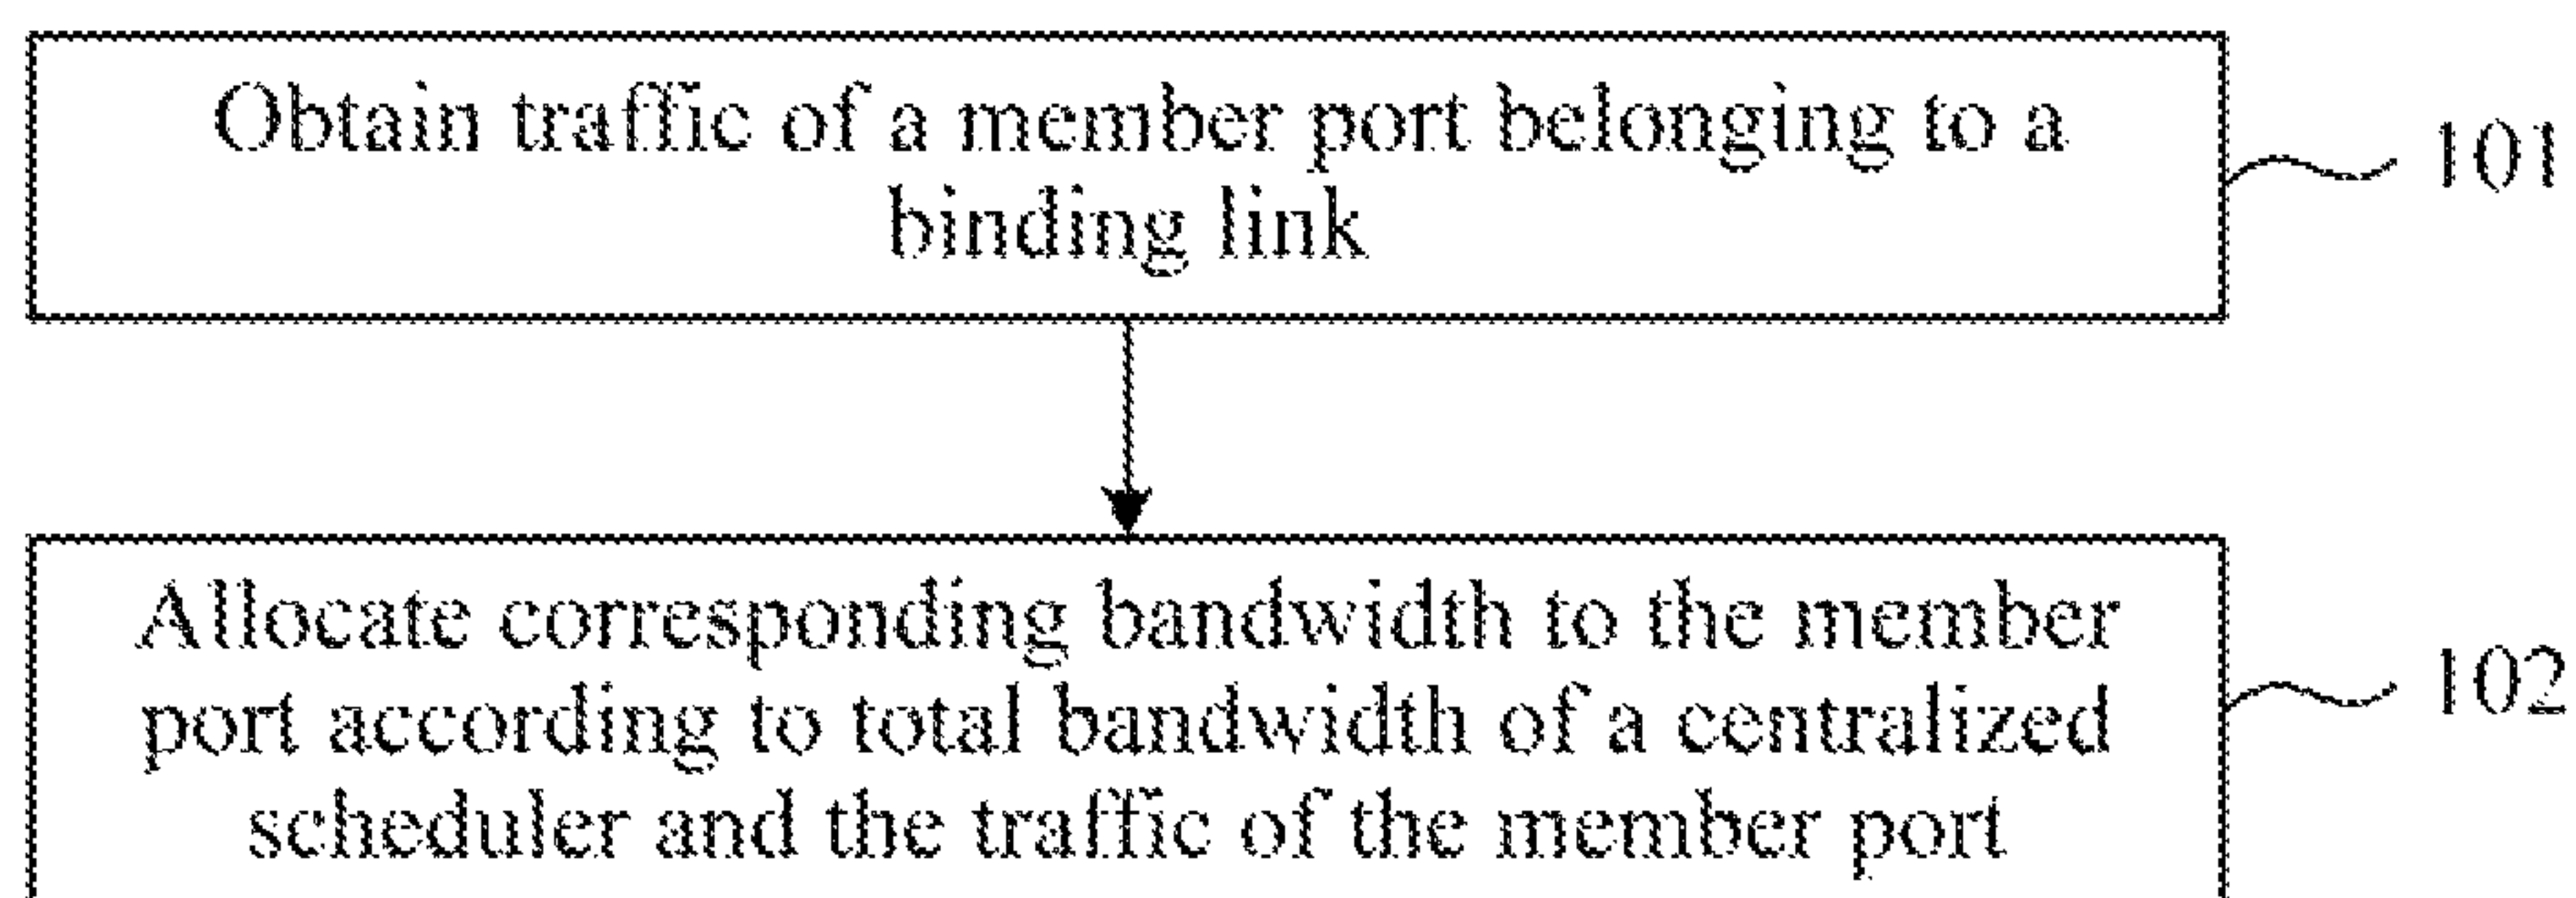 Obtain traffic of a member port belonging to a
binding link
101
Allocate corresponding bandwidth to the member
port according to total bandwidth of a centralized
scheduler and the traffic of the member port
102